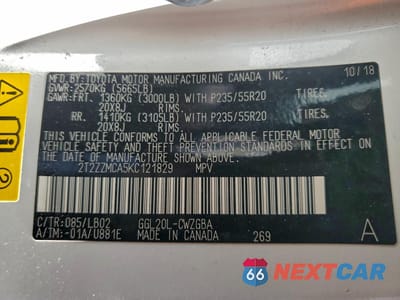 MFD. BY: TOYOTA MOTOR MANUFACTURING CANADA INC.
GVWR: 2570KG (5665LB) 10/18
GAWR: FRT. 1360KG (3000LB) WITH P235/55R20 TIRES,
20X8J RIMS,
RR. 1410KG (3105LB) WITH P235/55R20 TIRES,
20X8J RIMS,
THIS VEHICLE CONFORMS TO ALL APPLICABLE FEDERAL MOTOR
VEHICLE SAFETY, BUMPER, AND THEFT PREVENTION STANDARDS IN
EFFECT ON THE DATE OF MANUFACTURE SHOWN ABOVE.
2T2ZZMCA5KC121829 MPV
C/TR: 085/LB02 GGL20L-CWZGBA A
A/TM: -01A/U881E MADE IN CANADA 269
2
66 NEXTCAR